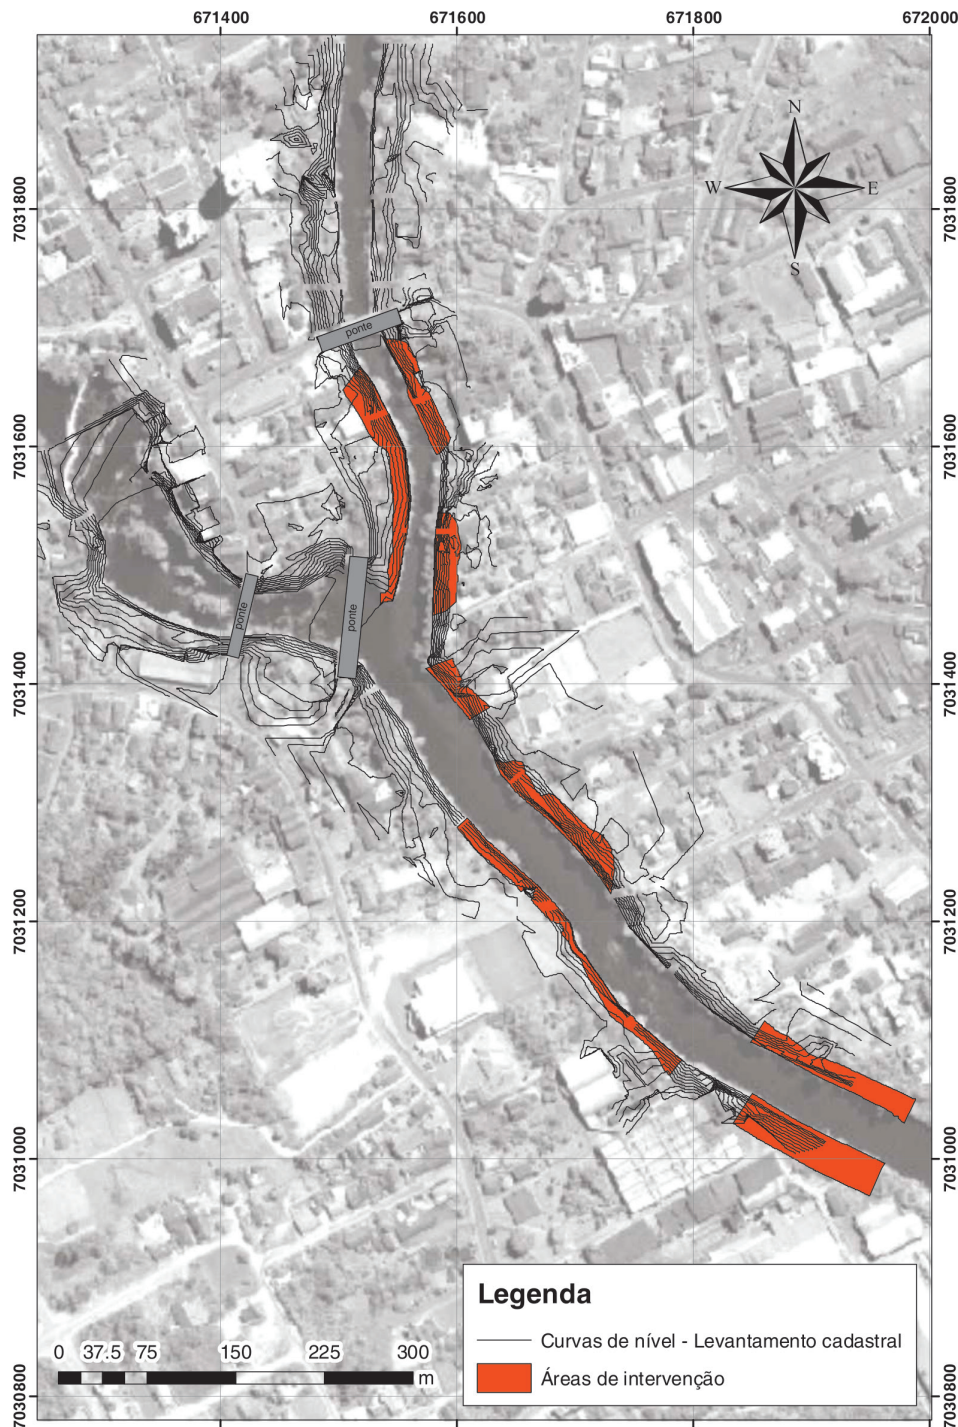 671400 671600 671800 672000
N
W E
S
7031800 7031800
ponte
7031600 7031600
ponte
ponte
7031400 7031400
7031200 7031200
7031000 7031000
Legenda
Curvas de nível - Levantamento cadastral
Áreas de intervenção
0 37.5 75 150 225 300
m
7030800 7030800